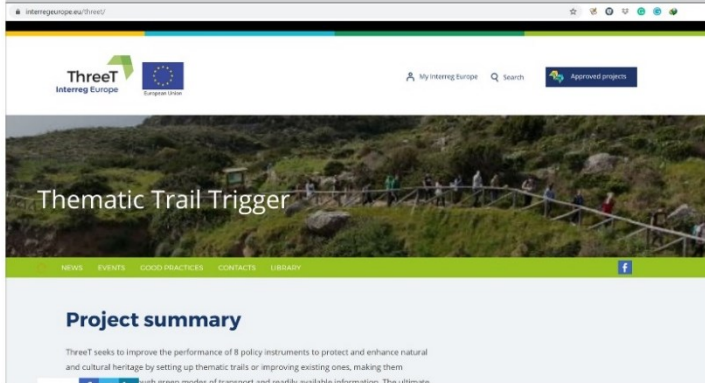 interregeurope.eu/threet/
ThreeT
Interreg Europe
European Union
My Interreg Europe
Search
Approved projects
Thematic Trail Trigger
NEWS EVENTS GOOD PRACTICES CONTACTS LIBRARY
f
Project summary
ThreeT seeks to improve the performance of 8 policy instruments to protect and enhance natural
and cultural heritage by setting up thematic trails or improving existing ones, making them
green modes of transport and readily available information. The ultimate